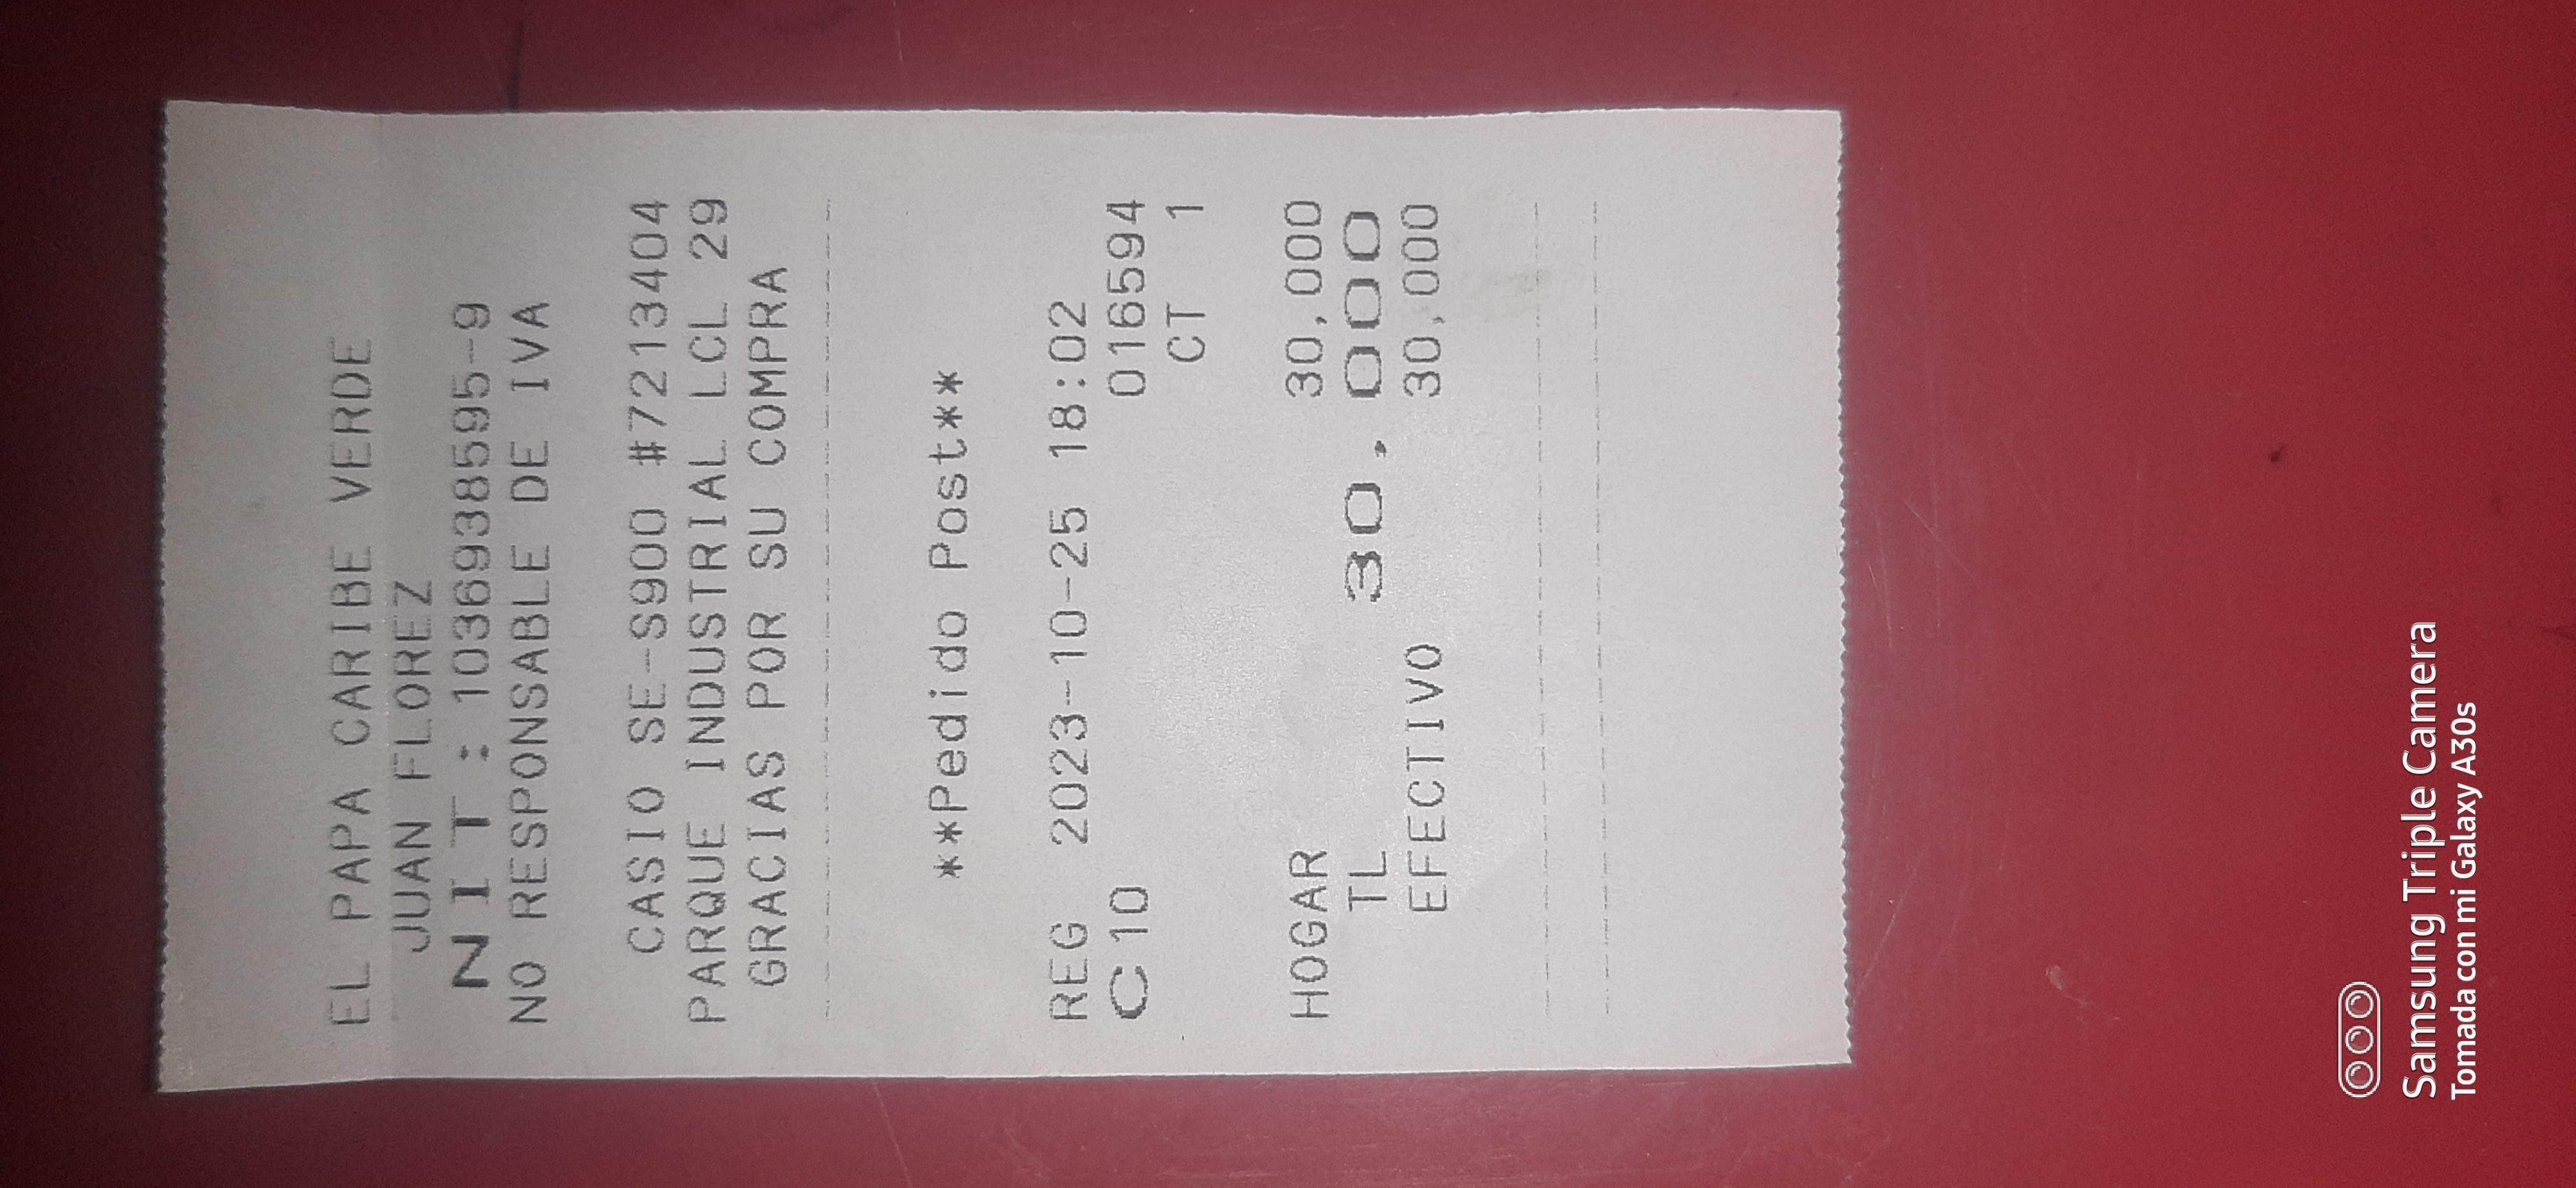 EL PAPA CARIBE VERDE
JUAN FLOREZ
NIT:1036938595-9
NO RESPONSABLE DE IVA
CASIO SE-S900 #7213404
PARQUE INDUSTRIAL LCL 29
GRACIAS POR SU COMPRA
**Pedido Post**
REG 2023-10-25 18:02
C10 016594
CT 1
HOGAR 30,000
TL 30,000
EFECTIVO 30,000
Samsung Triple Camera
Tomada con mi Galaxy A30s